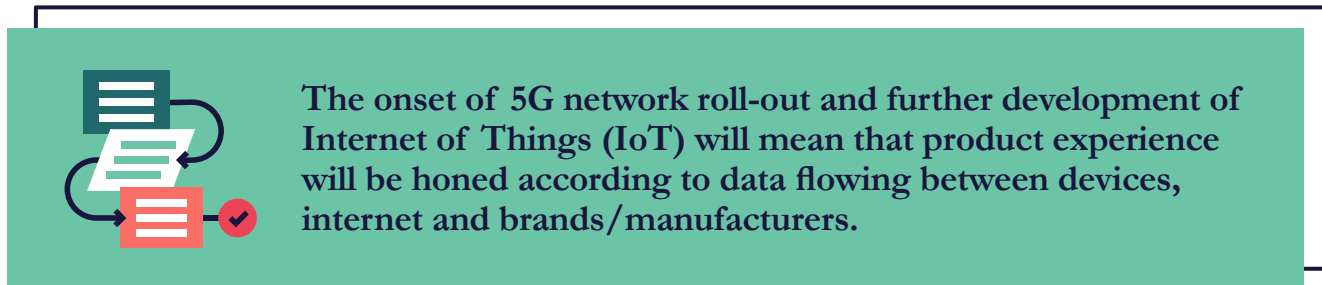 The onset of 5G network roll-out and further development of
Internet of Things (IoT) will mean that product experience
will be honed according to data flowing between devices,
internet and brands/manufacturers.